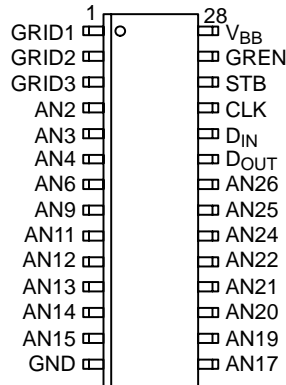 1 28
GRID1 VBB
GRID2 GREN
GRID3 STB
AN2 CLK
AN3 DIN
AN4 DOUT
AN6 AN26
AN9 AN25
AN11 AN24
AN12 AN22
AN13 AN21
AN14 AN20
AN15 AN19
GND AN17